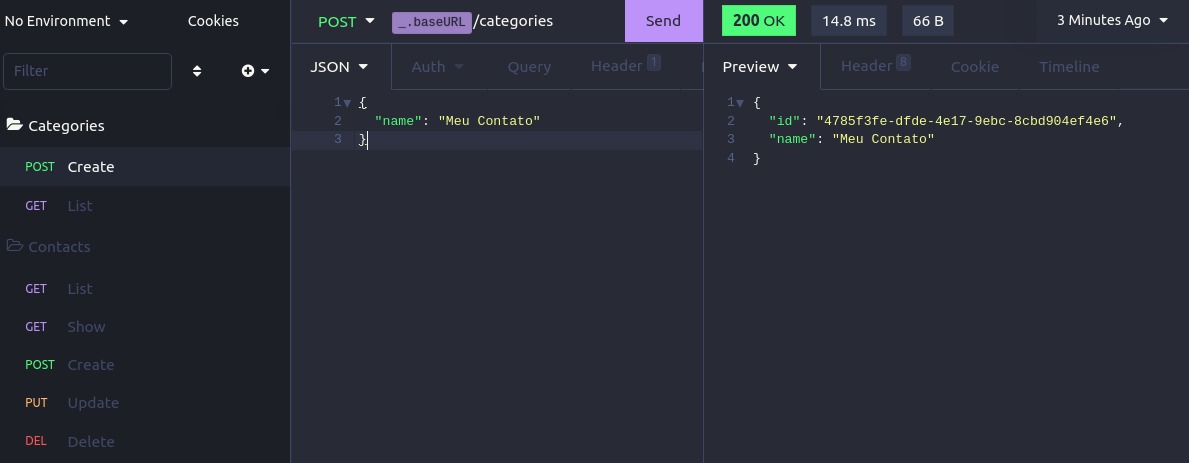 No Environment
Cookies
Filter
Categories
POST Create
GET List
Contacts
GET List
GET Show
POST Create
PUT Update
DEL Delete
POST _.baseURL/categories Send
JSON Auth Query Header 1
1 {
2 "name": "Meu Contato"
3 }
200 OK 14.8 ms 66 B 3 Minutes Ago
Preview Header 8 Cookie Timeline
1 {
2 "id": "4785f3fe-dfde-4e17-9ebc-8cbd904ef4e6",
3 "name": "Meu Contato"
4 }